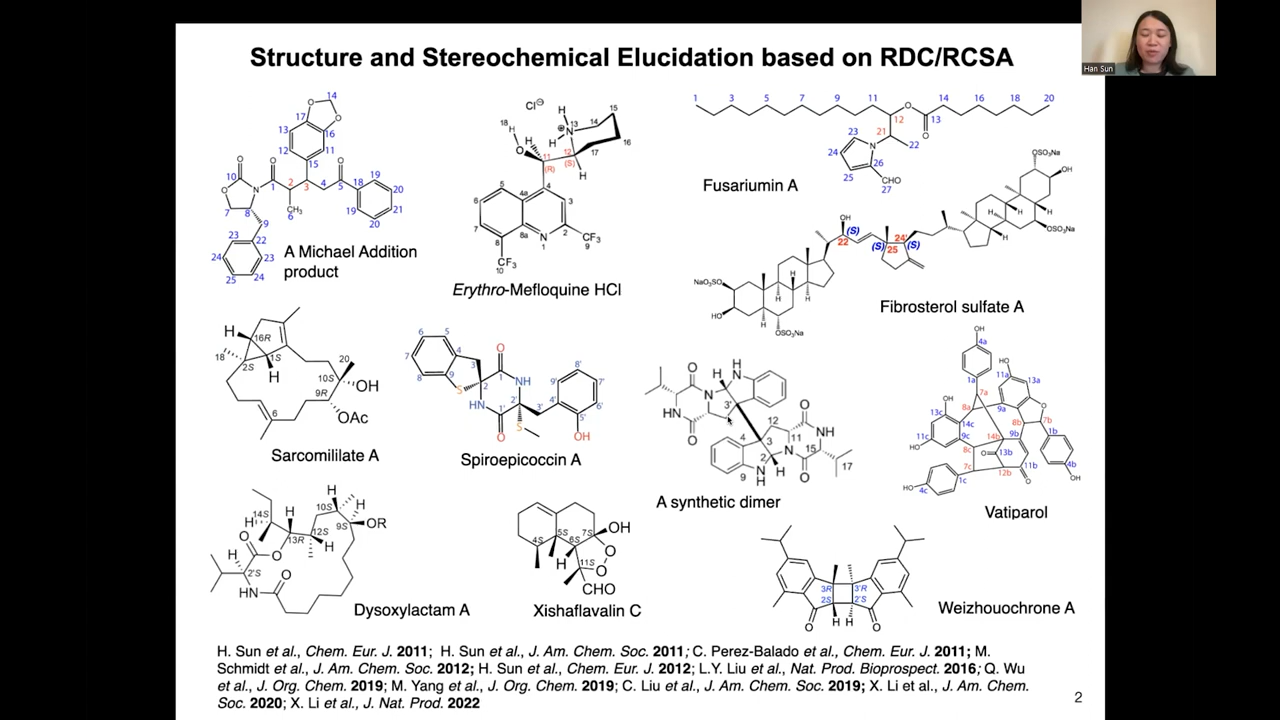 Structure and Stereochemical Elucidation based on RDC/RCSA
Han Sun
A Michael Addition
product
Erythro-Mefloquine HCl
Fusariumin A
Fibrosterol sulfate A
Sarcomililate A
Spiroepicoccin A
A synthetic dimer
Vatiparol
Dysoxylactam A
Xishaflavalin C
Weizhouochrone A
H. Sun et al., Chem. Eur. J. 2011; H. Sun et al., J. Am. Chem. Soc. 2011; C. Perez-Balado et al., Chem. Eur. J. 2011; M.
Schmidt et al., J. Am. Chem. Soc. 2012; H. Sun et al., Chem. Eur. J. 2012; L.Y. Liu et al., Nat. Prod. Bioprospect. 2016; Q. Wu
et al., J. Org. Chem. 2019; M. Yang et al., J. Org. Chem. 2019; C. Liu et al., J. Am. Chem. Soc. 2019; X. Li et al., J. Am. Chem.
Soc. 2020; X. Li et al., J. Nat. Prod. 2022
2